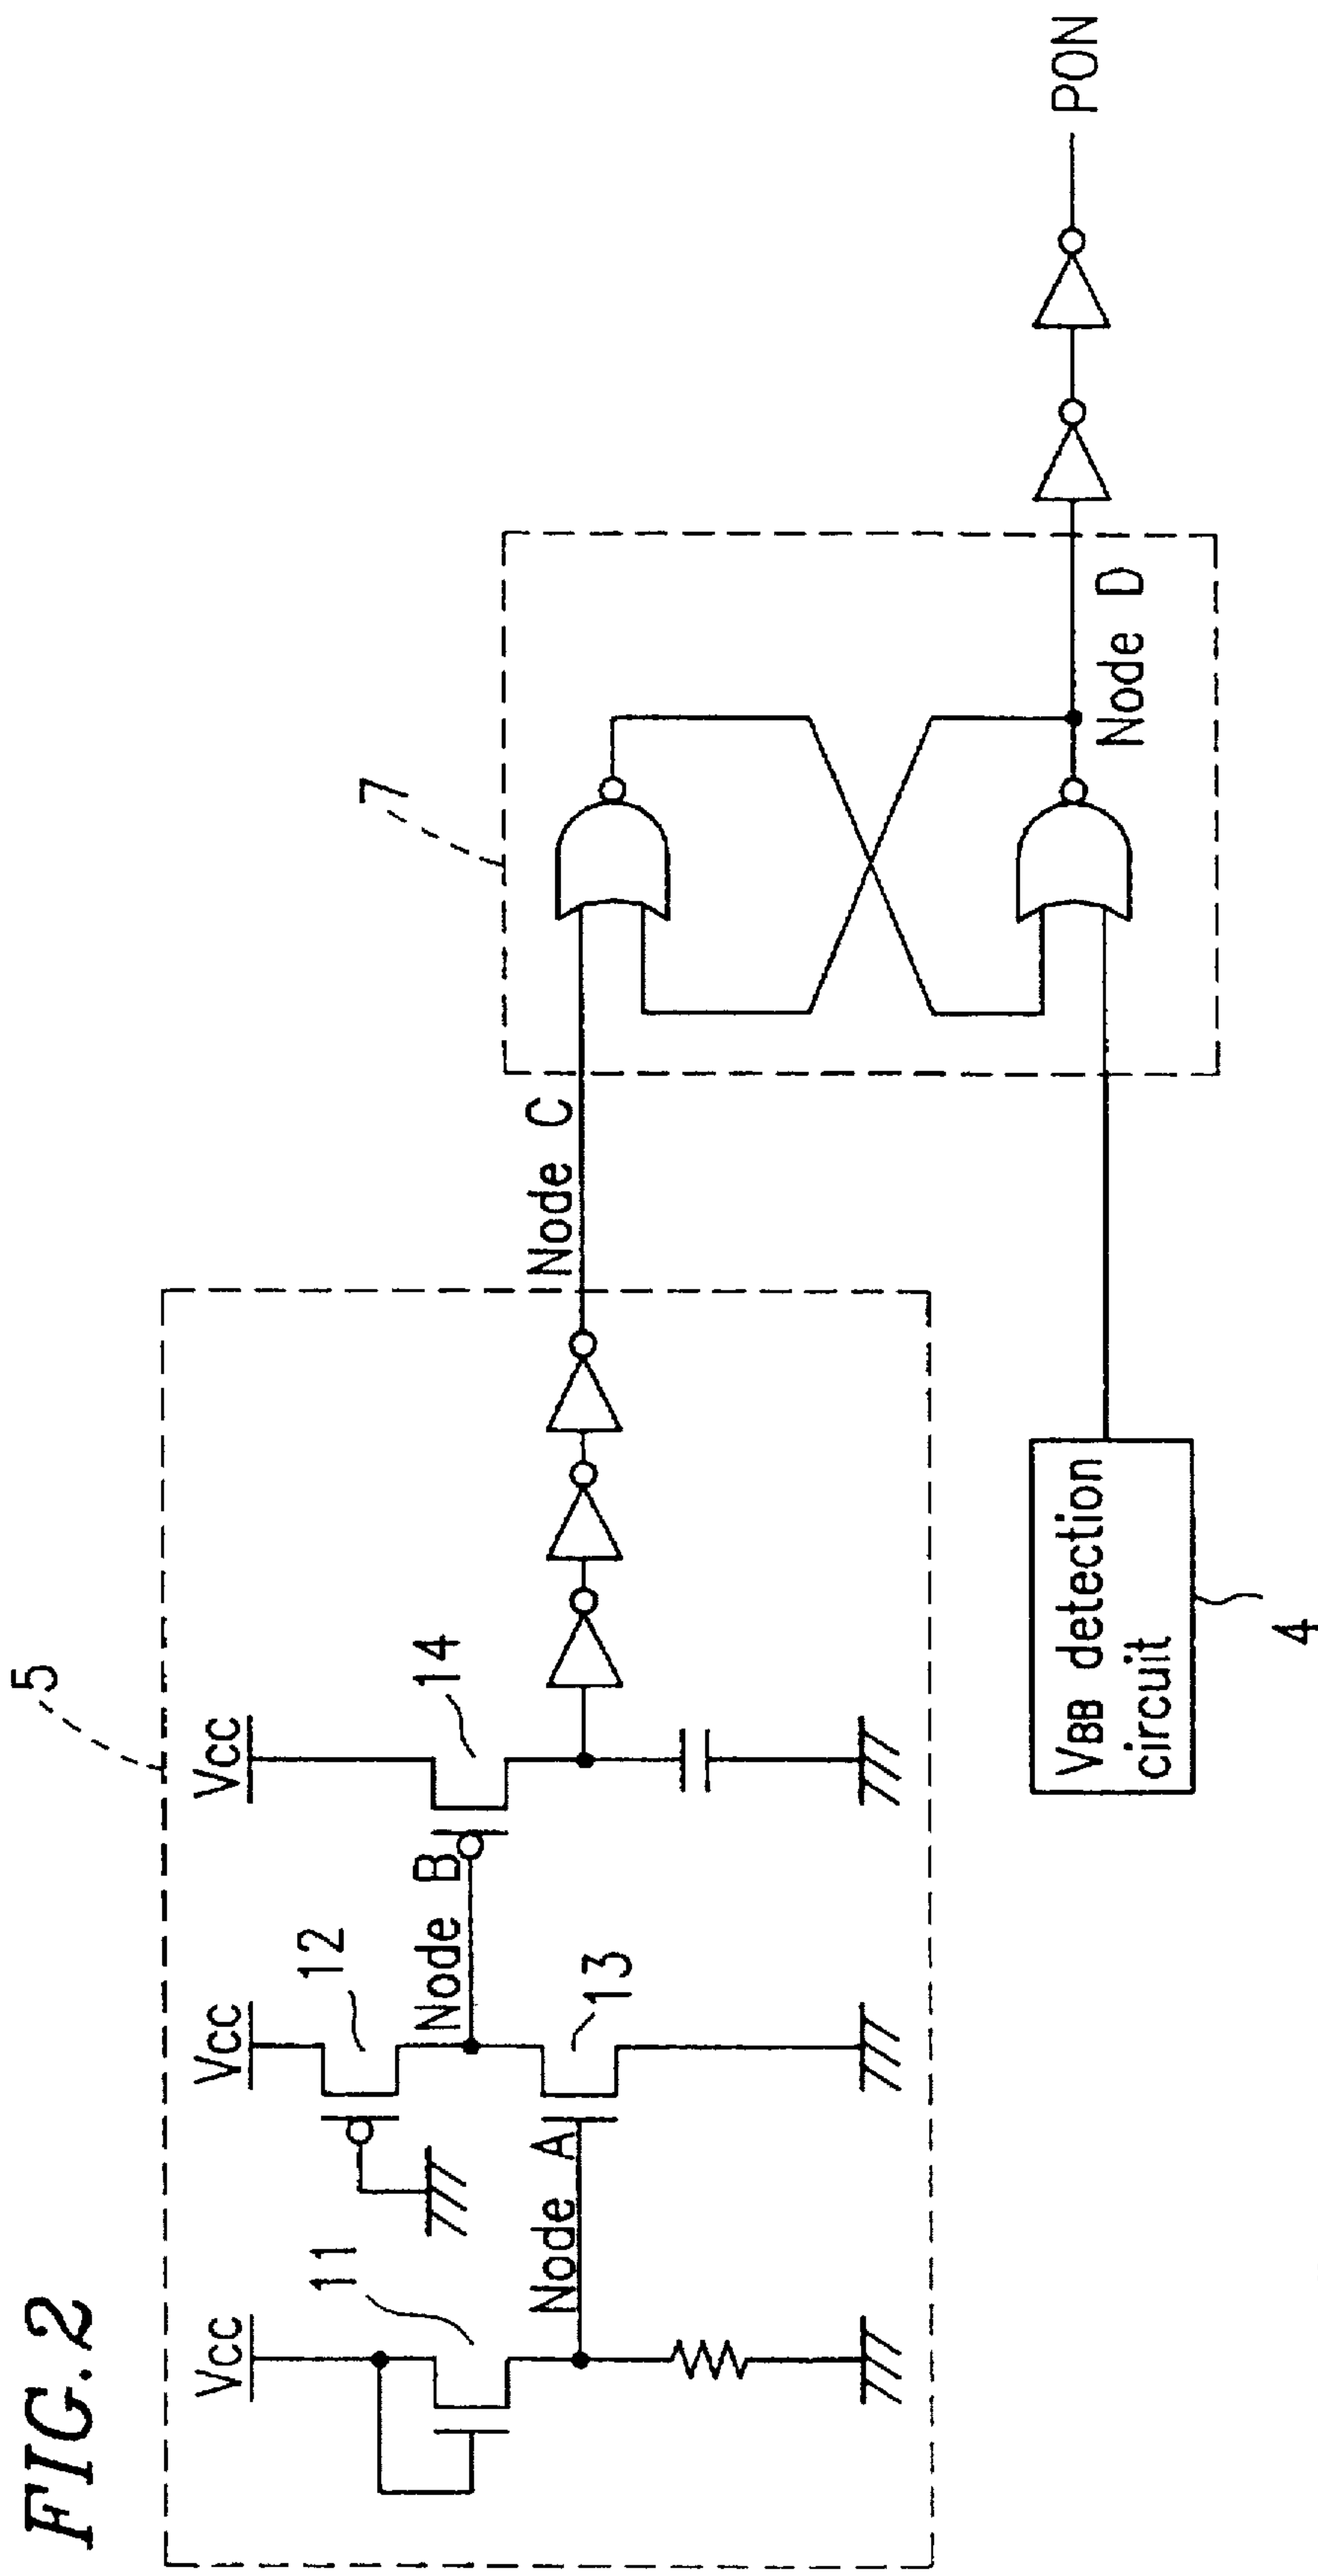 FIG.2
5
VCC
VCC
VCC
11
12
14
Node B
Node A
13
Node C
7
Node D
PON
VBB detection
circuit
4